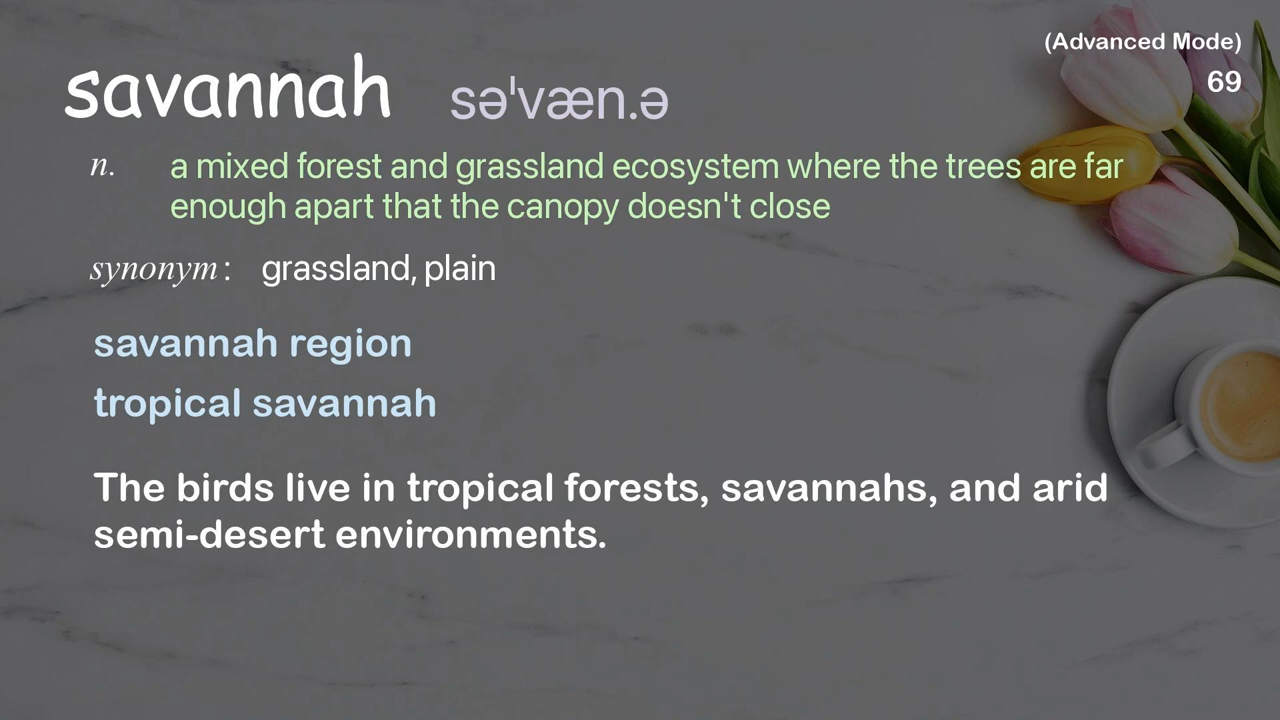 (Advanced Mode)
69
savannah səˈvæn.ə
n. a mixed forest and grassland ecosystem where the trees are far
enough apart that the canopy doesn't close
synonym: grassland, plain
savannah region
tropical savannah
The birds live in tropical forests, savannahs, and arid
semi-desert environments.